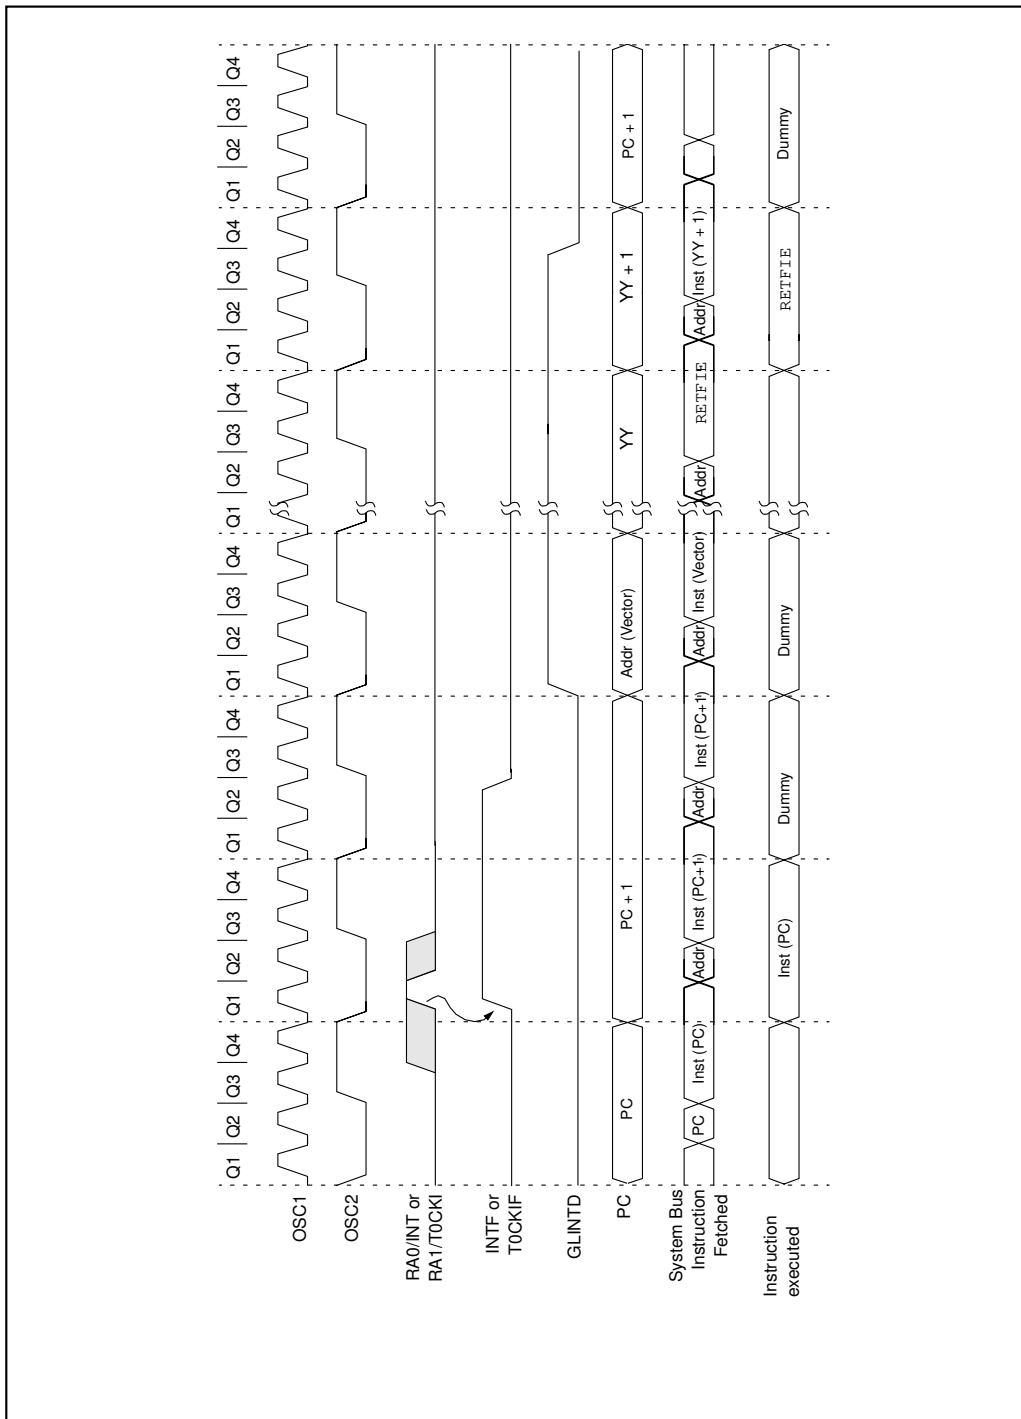 Q1 Q2 Q3 Q4 Q1 Q2 Q3 Q4 Q1 Q2 Q3 Q4 Q1 Q2 Q3 Q4 Q1 Q2 Q3 Q4 Q1 Q2 Q3 Q4 Q1 Q2 Q3 Q4
OSC1
OSC2
RA0/INT or
RA1/T0CKI
INTF or
T0CKIF
GLINTD
PC
PC PC + 1 Addr (Vector) YY YY + 1 PC + 1
System Bus
Instruction
Fetched
PC Inst (PC) Addr Inst (PC+1) Addr Inst (PC+1) Addr Inst (Vector) Addr RETFIE Addr Inst (YY + 1)
Instruction
executed
Inst (PC) Dummy Dummy RETFIE Dummy